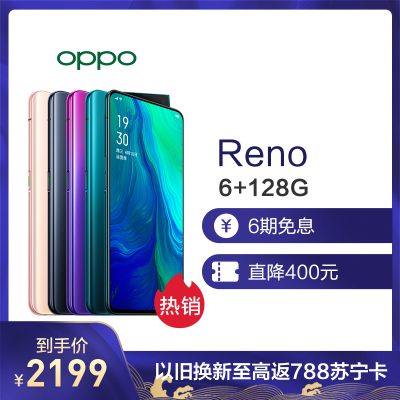 oppo
Reno
6+128G
¥ 6期免息
直降400元
19
30
热销
到手价
¥2199
以旧换新至高返788苏宁卡